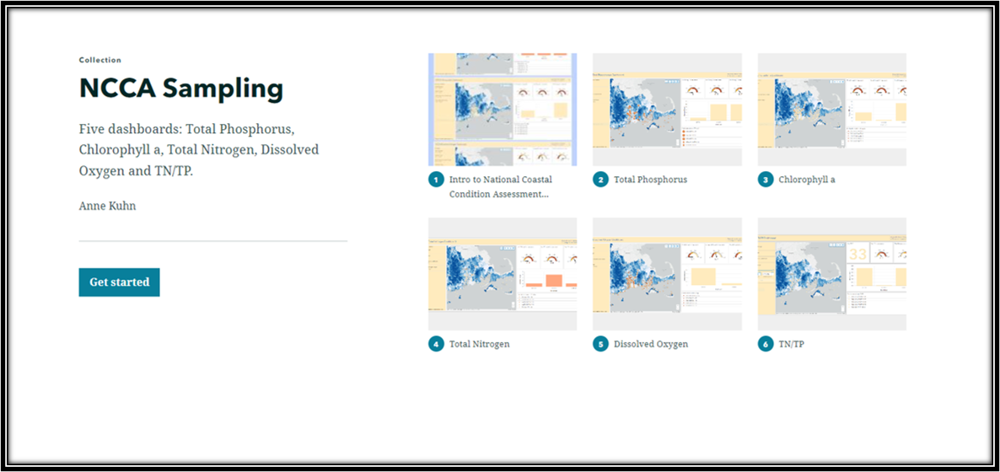 Collection
NCCA Sampling
Five dashboards: Total Phosphorus,
Chlorophyll a, Total Nitrogen, Dissolved
Oxygen and TN/TP.
Anne Kuhn
Get started
1 Intro to National Coastal
Condition Assessment...
2 Total Phosphorus
3 Chlorophyll a
4 Total Nitrogen
5 Dissolved Oxygen
33
6 TN/TP